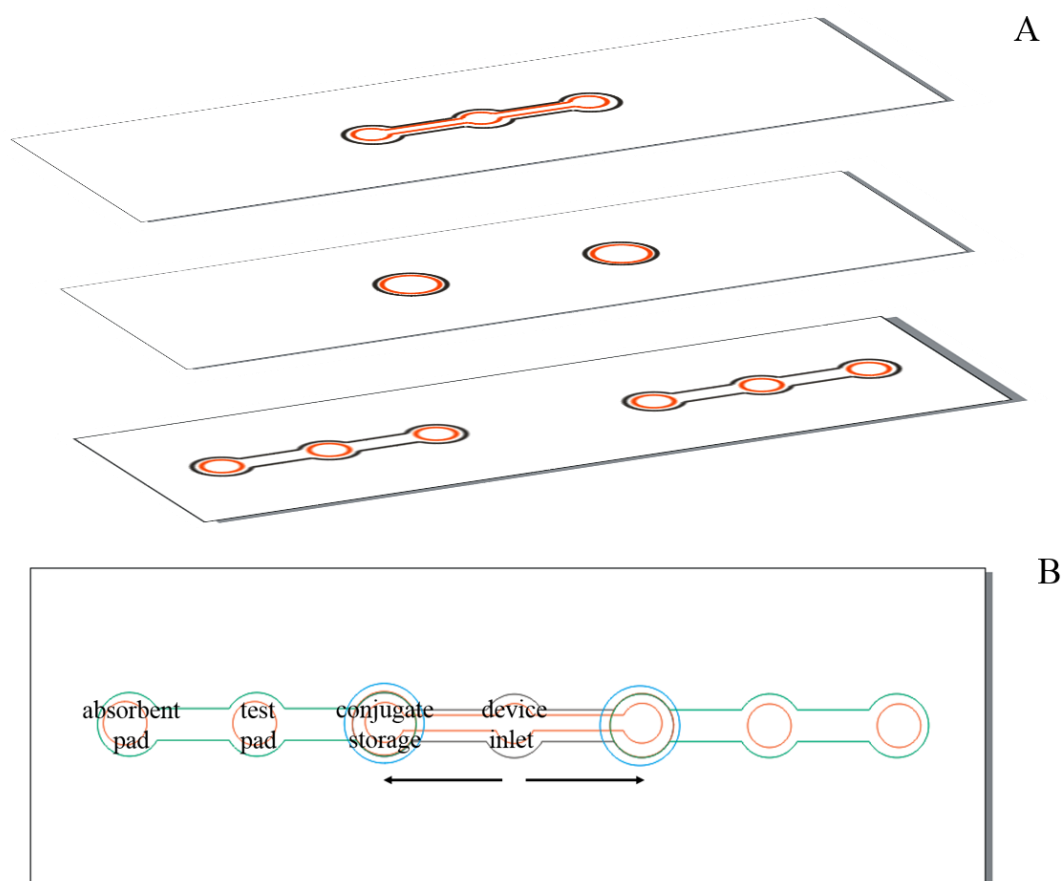 A
B
absorbent
pad
test
pad
conjugate
storage
device
inlet